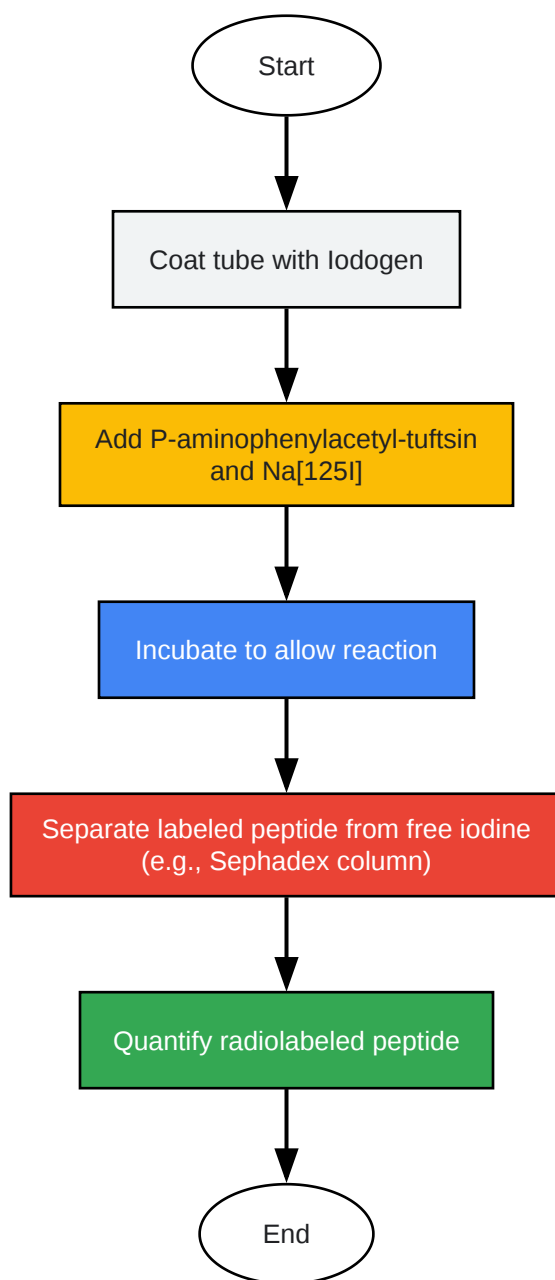 Start
Coat tube with Iodogen
Add P-aminophenylacetyl-tuftsin
and Na[125I]
Incubate to allow reaction
Separate labeled peptide from free iodine
(e.g., Sephadex column)
Quantify radiolabeled peptide
End